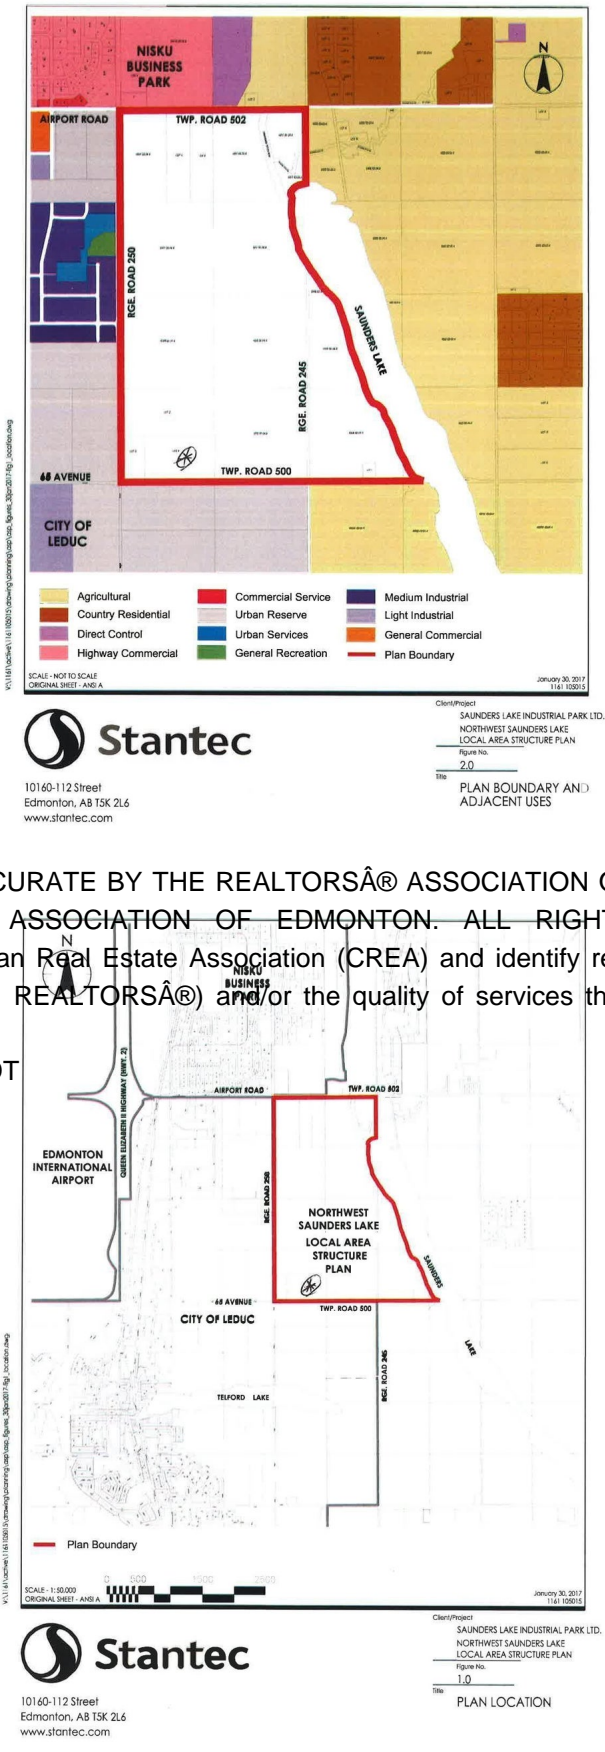 NISKU
BUSINESS
PARK
N
AIRPORT ROAD
TWP. ROAD 502
RGE. ROAD 250
SAUNDERS LAKE
RGE. ROAD 245
65 AVENUE
TWP. ROAD 500
CITY OF
LEDUC
Agricultural
Country Residential
Direct Control
Highway Commercial
Commercial Service
Urban Reserve
Urban Services
General Recreation
Medium Industrial
Light Industrial
General Commercial
Plan Boundary
SCALE - NOT TO SCALE
ORIGINAL SHEET - ANSI A
January 30, 2017
1161 105015
Stantec
10160-112 Street
Edmonton, AB T5K 2L6
www.stantec.com
Client/Project
SAUNDERS LAKE INDUSTRIAL PARK LTD.
NORTHWEST SAUNDERS LAKE
LOCAL AREA STRUCTURE PLAN
Figure No.
2.0
Title
PLAN BOUNDARY AND
ADJACENT USES
CURATE BY THE REALTORSÂ® ASSOCIATION O
ASSOCIATION OF EDMONTON. ALL RIGHT
an Real Estate Association (CREA) and identify re
REALTORSÂ®) and/or the quality of services th
OT
N
NISKU
BUSINESS
PARK
QUEEN ELIZABETH II HIGHWAY (HWY. 2)
AIRPORT ROAD
TWP. ROAD 502
EDMONTON
INTERNATIONAL
AIRPORT
RGE. ROAD 250
NORTHWEST
SAUNDERS LAKE
LOCAL AREA
STRUCTURE
PLAN
SAUNDERS
65 AVENUE
TWP. ROAD 500
CITY OF LEDUC
LAKE
RGE. ROAD 245
TELFORD LAKE
Plan Boundary
0 500 1500 2500
SCALE - 1:50,000
ORIGINAL SHEET - ANSI A
January 30, 2017
1161 105015
Stantec
10160-112 Street
Edmonton, AB T5K 2L6
www.stantec.com
Client/Project
SAUNDERS LAKE INDUSTRIAL PARK LTD.
NORTHWEST SAUNDERS LAKE
LOCAL AREA STRUCTURE PLAN
Figure No.
1.0
Title
PLAN LOCATION